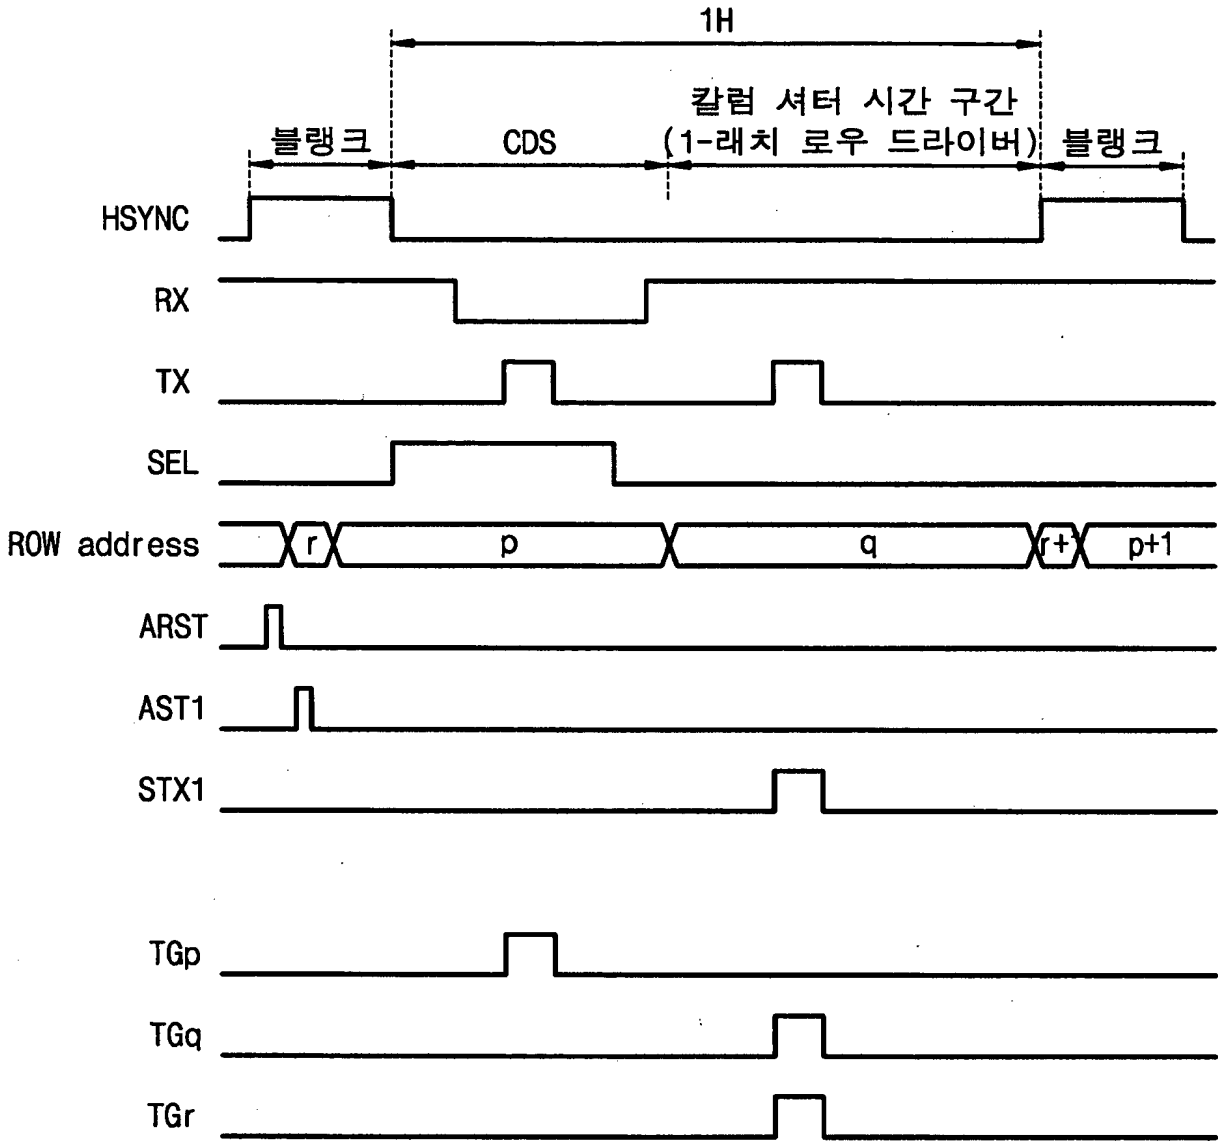 1H
칼럼 셔터 시간 구간
블랭크 CDS (1-래치 로우 드라이버) 블랭크
HSYNC
RX
TX
SEL
ROW address r p q r+1 p+1
ARST
AST1
STX1
TGp
TGq
TGr